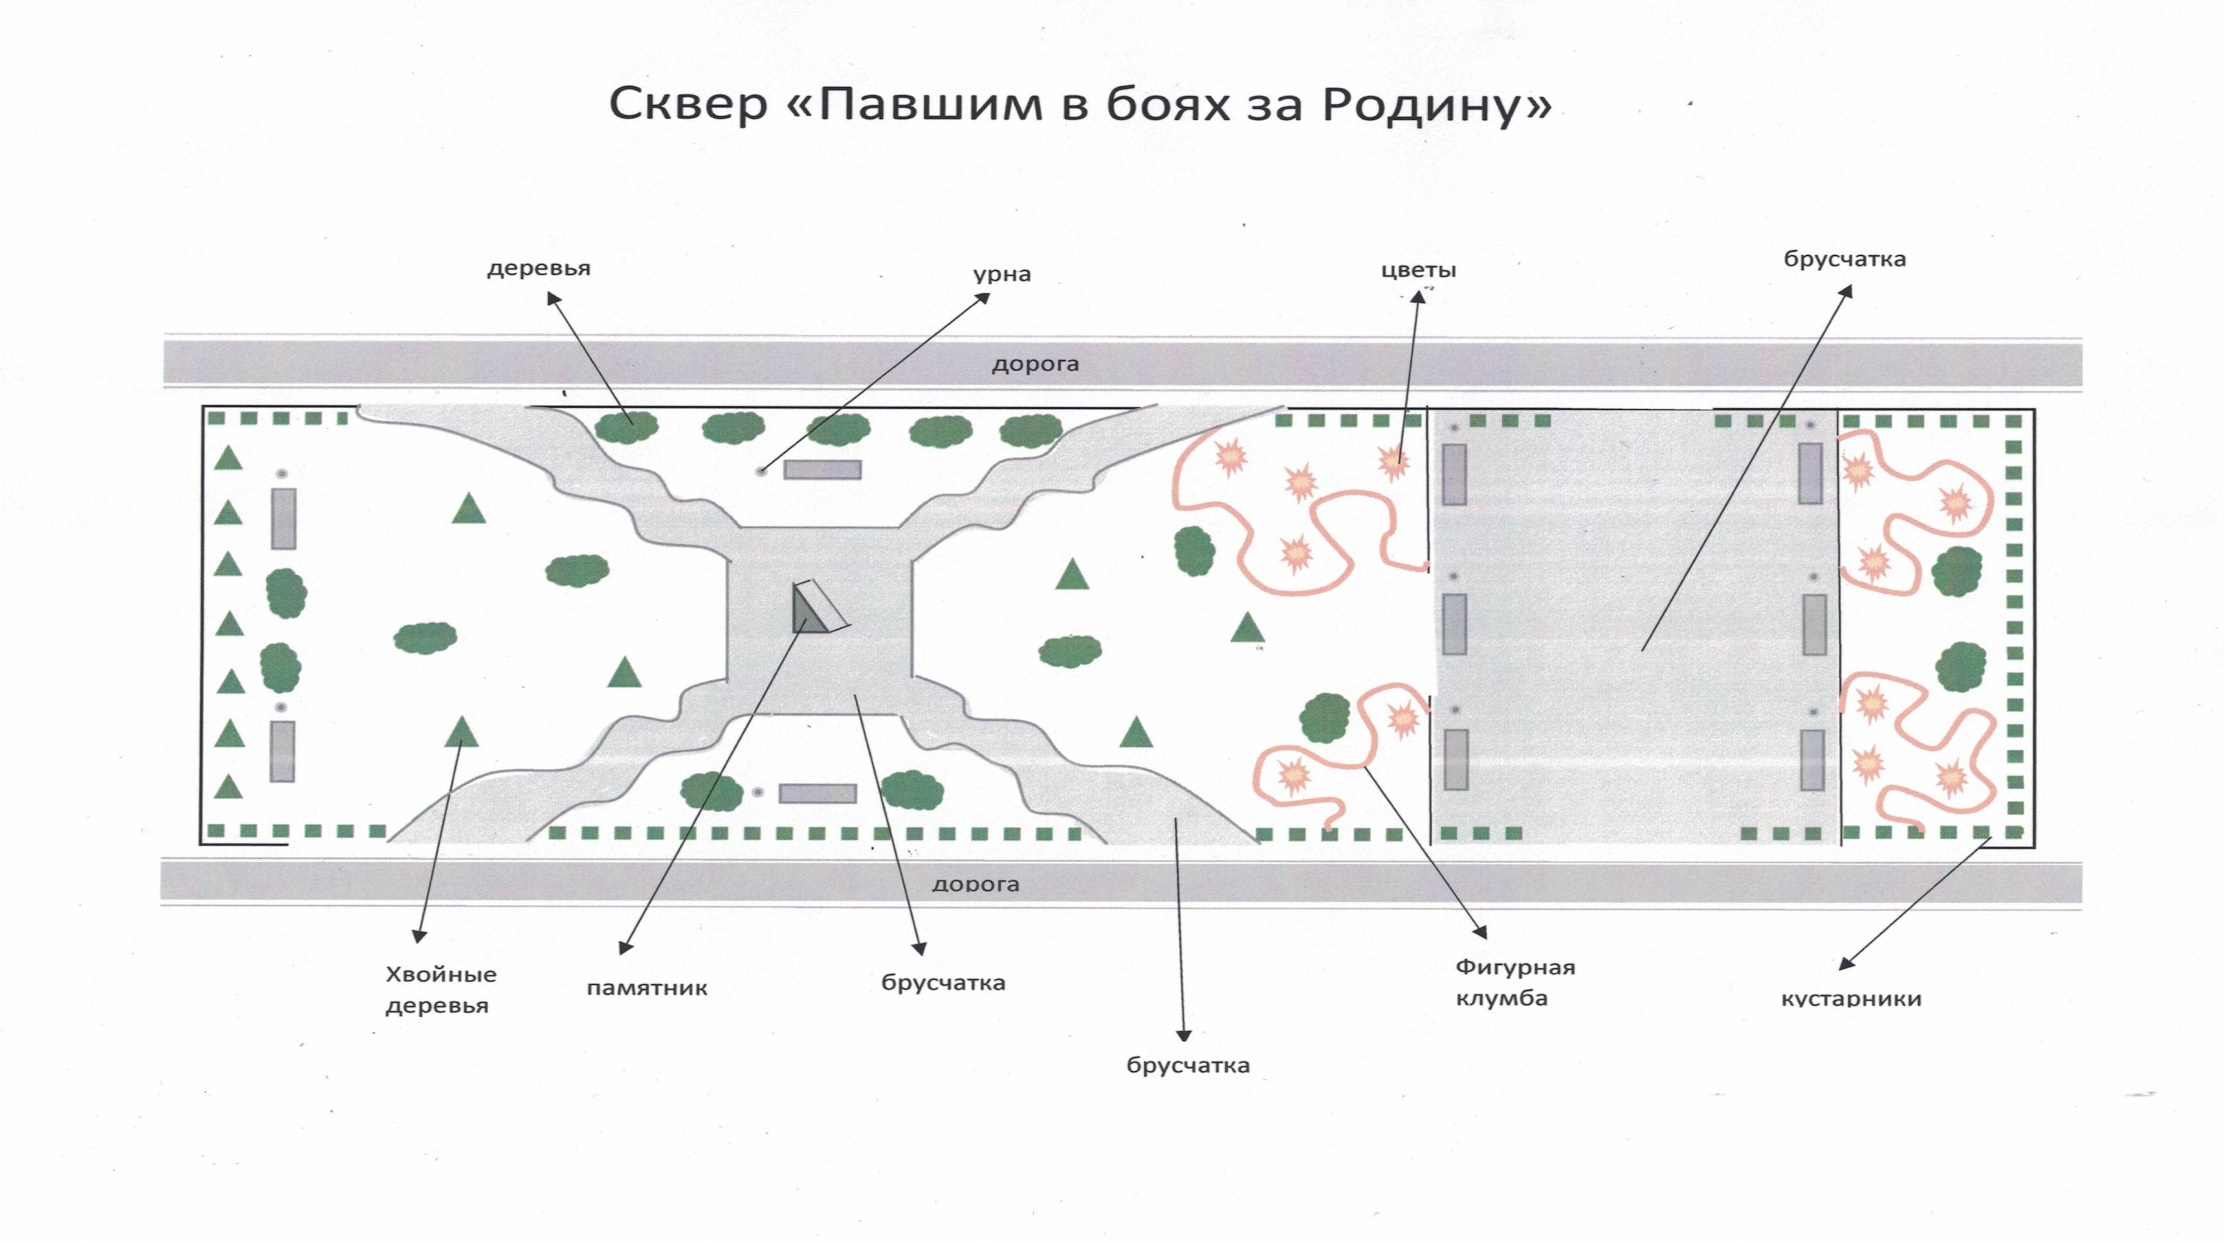 Сквер «Павшим в боях за Родину»
деревья
урна
цветы
брусчатка
дорога
дорога
Хвойные
деревья
памятник
брусчатка
брусчатка
Фигурная
клумба
кустарники